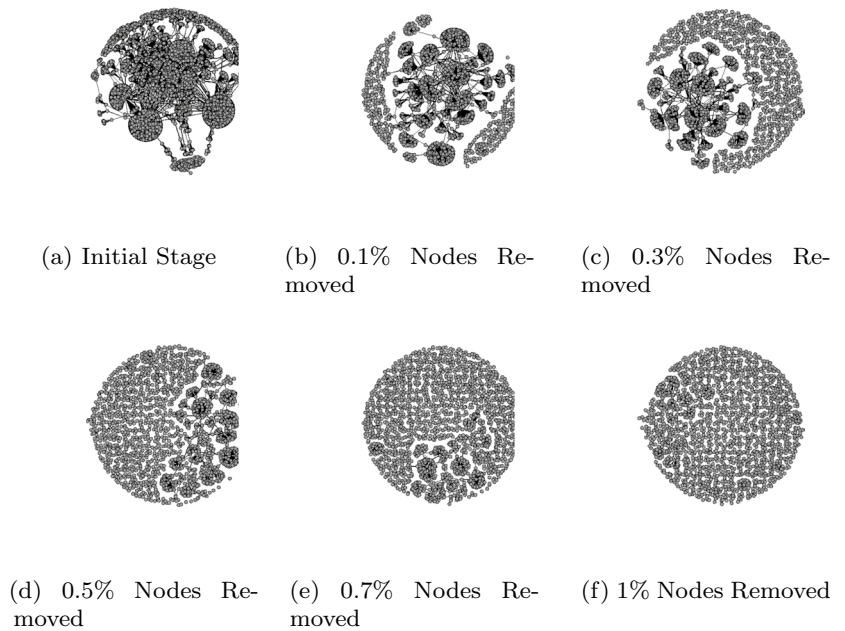 (a) Initial Stage
(b) 0.1% Nodes Re-
moved
(c) 0.3% Nodes Re-
moved
(d) 0.5% Nodes Re-
moved
(e) 0.7% Nodes Re-
moved
(f) 1% Nodes Removed